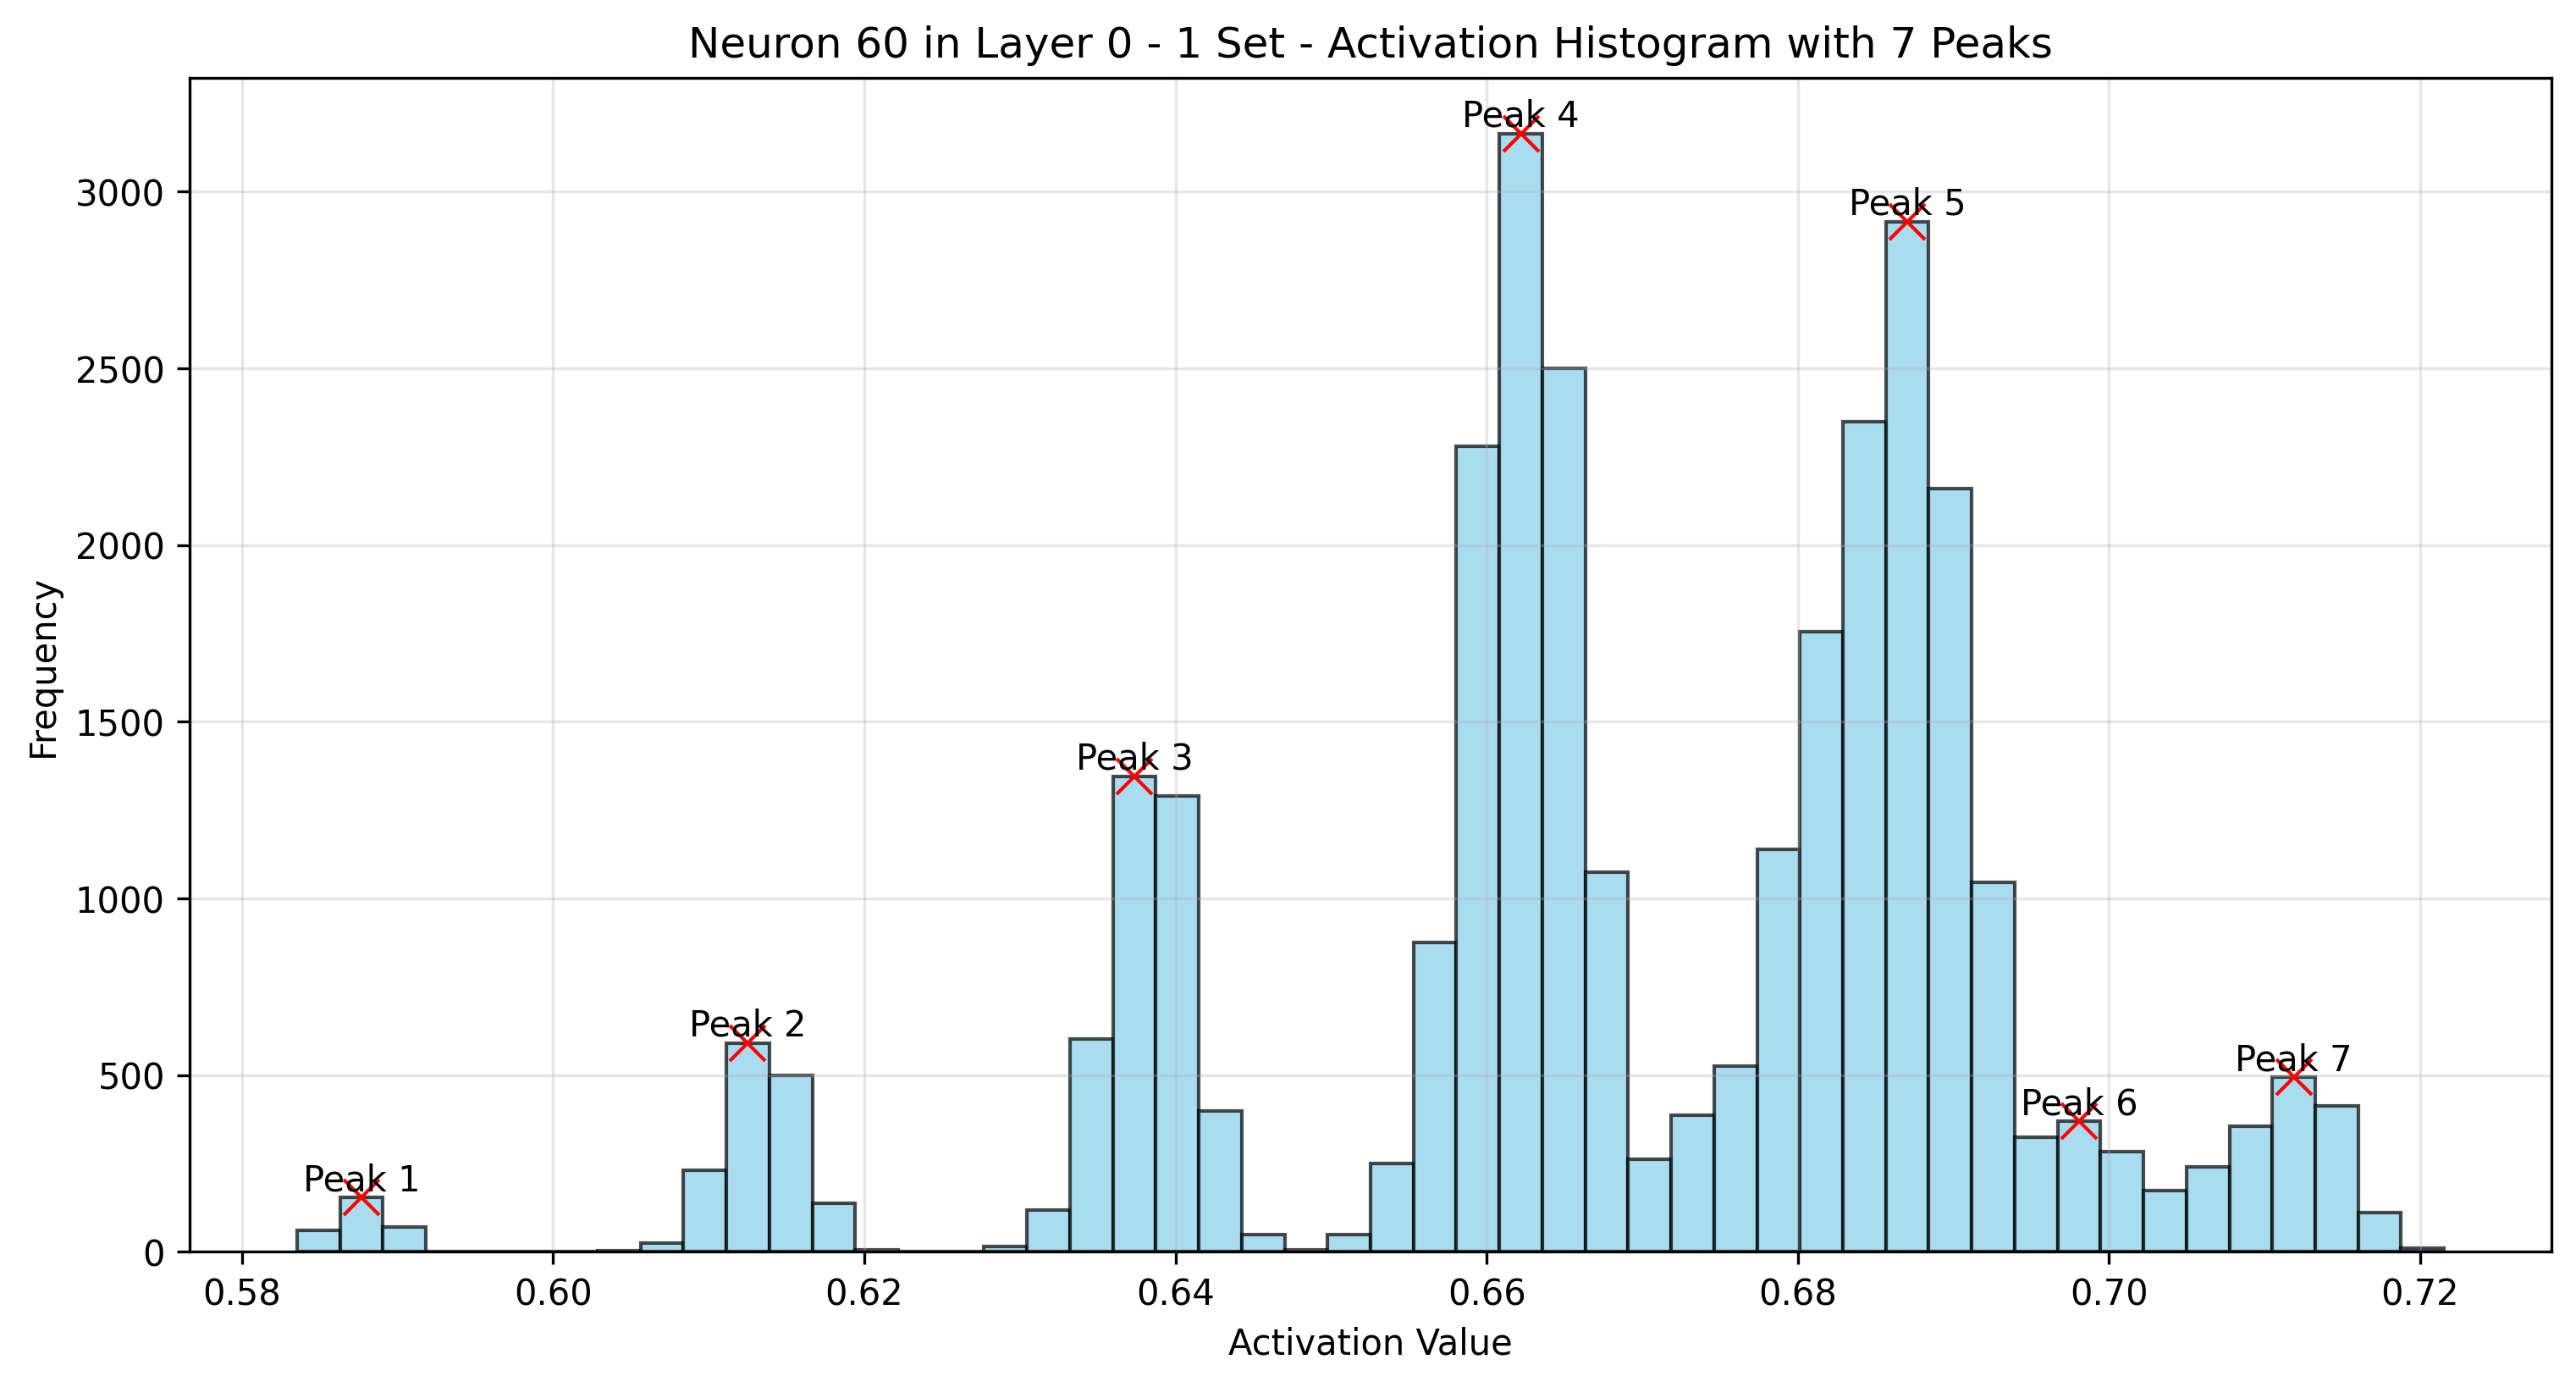 Neuron 60 in Layer 0 - 1 Set - Activation Histogram with 7 Peaks
Peak 4
Peak 5
Peak 3
Peak 2
Peak 7
Peak 6
Peak 1
3000
2500
2000
1500
1000
500
0
Frequency
0.58 0.60 0.62 0.64 0.66 0.68 0.70 0.72
Activation Value